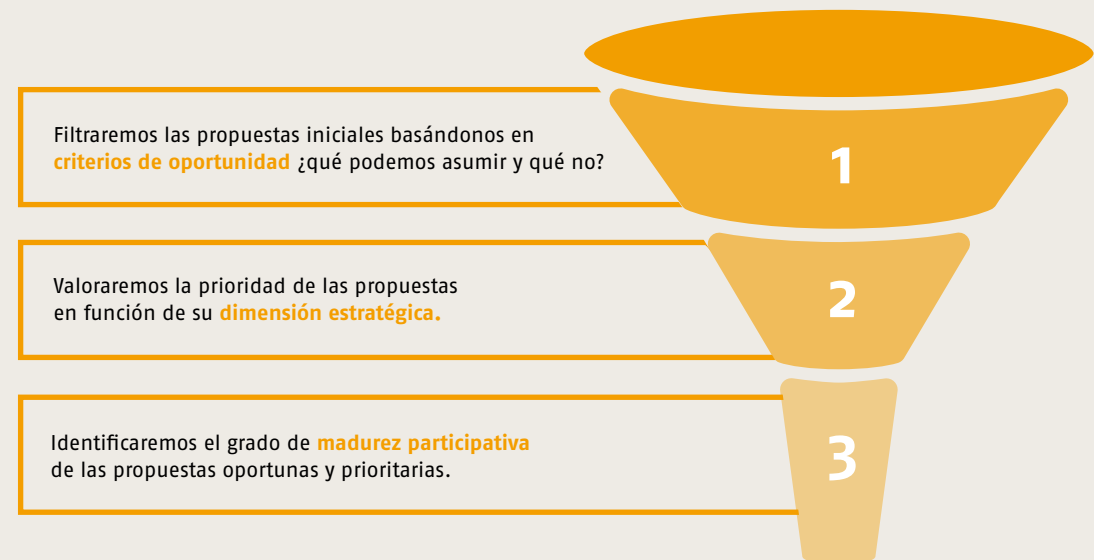 Filtraremos las propuestas iniciales basándonos en
criterios de oportunidad ¿qué podemos asumir y qué no?
1
Valoraremos la prioridad de las propuestas
en función de su dimensión estratégica.
2
Identificaremos el grado de madurez participativa
de las propuestas oportunas y prioritarias.
3